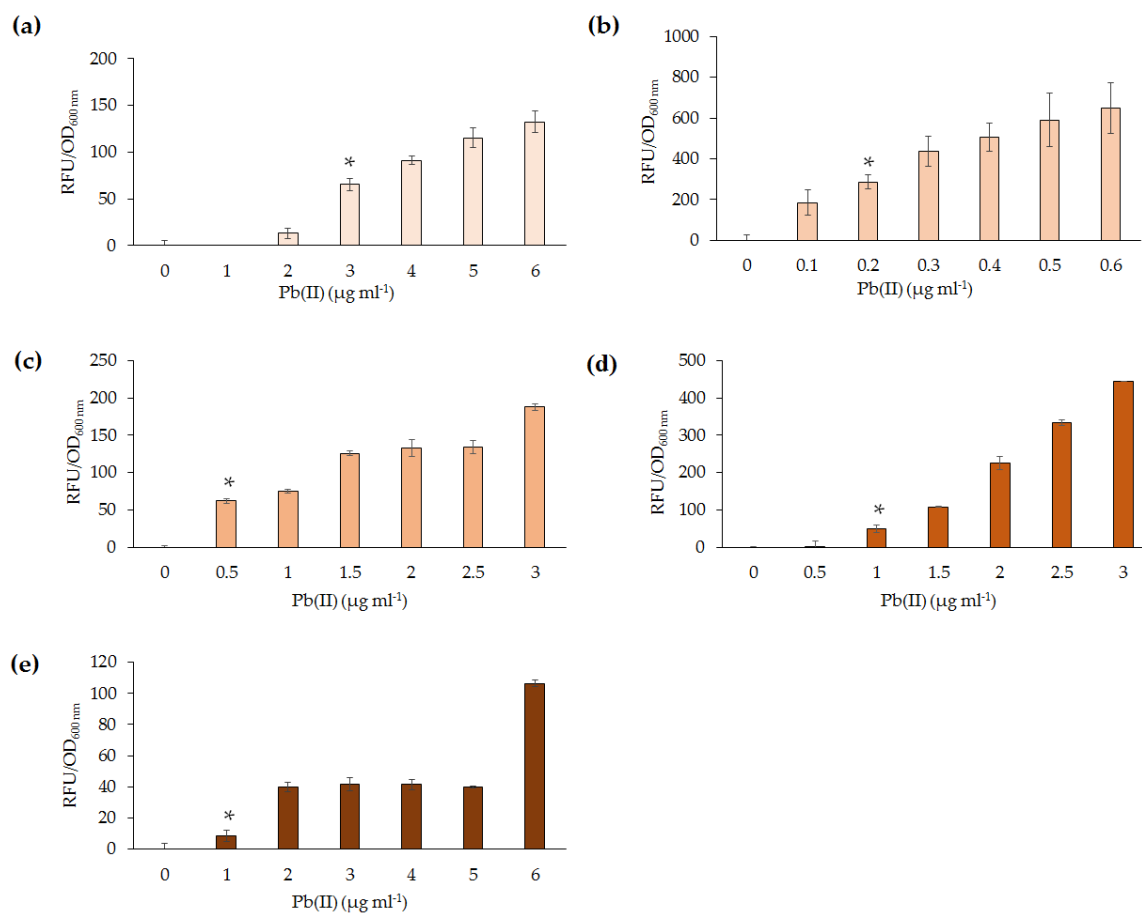 (a)
200
150
100
50
0
RFU/OD600 nm
*
0 1 2 3 4 5 6
Pb(II) (µg ml-1)
(b)
1000
800
600
400
200
0
RFU/OD600 nm
*
0 0.1 0.2 0.3 0.4 0.5 0.6
Pb(II) (µg ml-1)
(c)
250
200
150
100
50
0
RFU/OD600 nm
*
0 0.5 1 1.5 2 2.5 3
Pb(II) (µg ml-1)
(d)
500
400
300
200
100
0
RFU/OD600 nm
*
0 0.5 1 1.5 2 2.5 3
Pb(II) (µg ml-1)
(e)
120
100
80
60
40
20
0
RFU/OD600 nm
*
0 1 2 3 4 5 6
Pb(II) (µg ml-1)